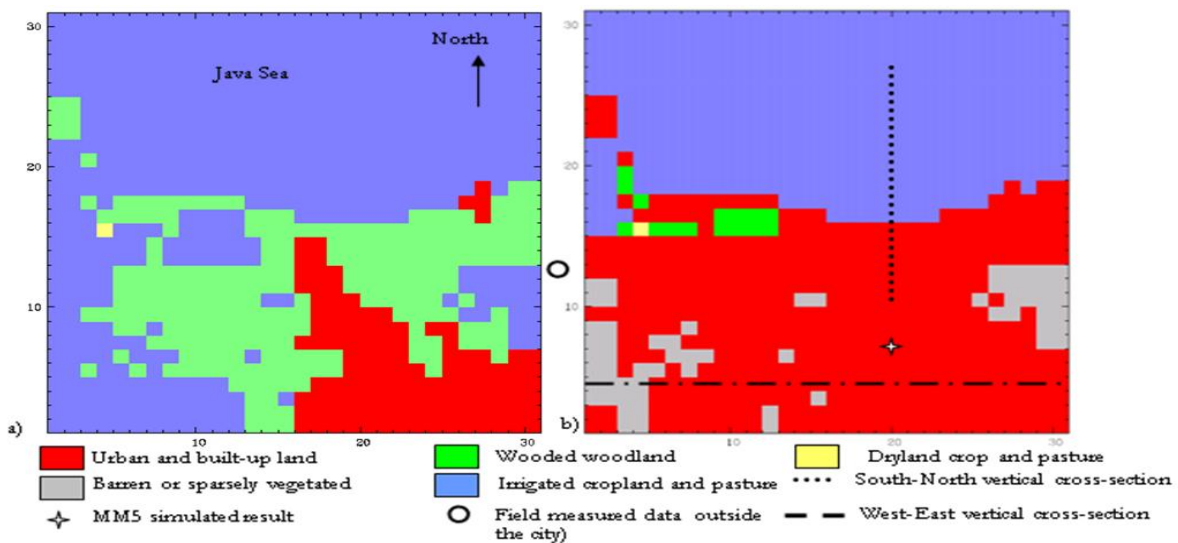 North
Java Sea
30
20
10
10
20
30
a)
30
20
10
10
20
30
b)
Urban and built-up land
Wooded woodland
Dryland crop and pasture
Barren or sparsely vegetated
Irrigated cropland and pasture
South-North vertical cross-section
MM5 simulated result
Field measured data outside
the city)
West-East vertical cross-section